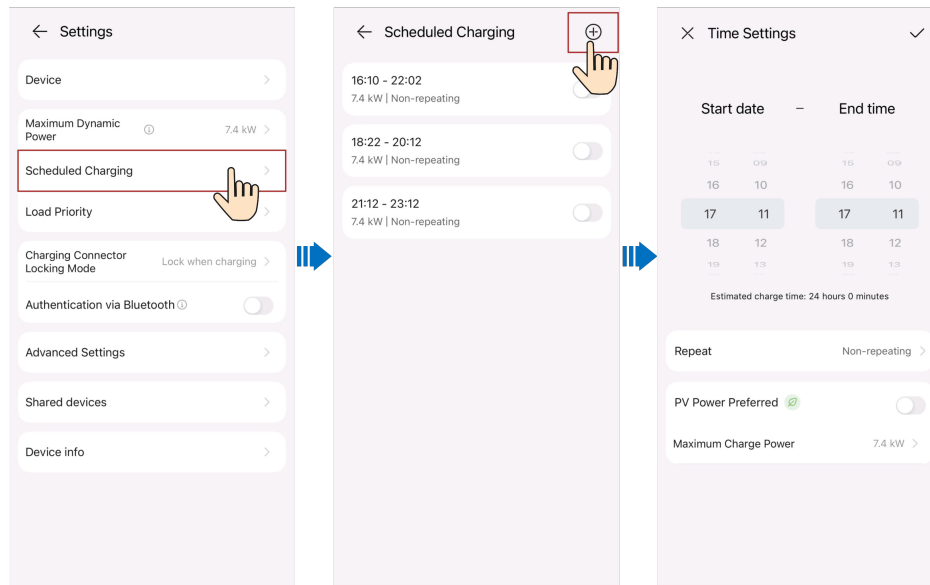 Settings
Device
Maximum Dynamic
Power
7.4 kW
Scheduled Charging
Load Priority
Charging Connector
Locking Mode
Lock when charging
Authentication via Bluetooth
Advanced Settings
Shared devices
Device info
Scheduled Charging
16:10 - 22:02
7.4 kW | Non-repeating
18:22 - 20:12
7.4 kW | Non-repeating
21:12 - 23:12
7.4 kW | Non-repeating
Time Settings
Start date – End time
15 09 15 09
16 10 16 10
17 11 17 11
18 12 18 12
19 13 19 13
Estimated charge time: 24 hours 0 minutes
Repeat Non-repeating
PV Power Preferred
Maximum Charge Power 7.4 kW